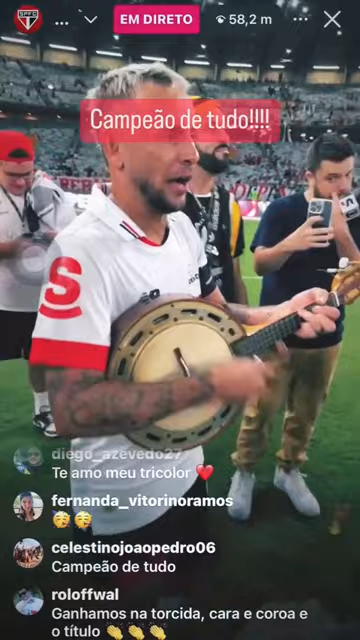 SPFC
...
EM DIRETO
58,2 m
Campeão de tudo!!!!
S
diego_azevedo27
Te amo meu tricolor ❤️
fernanda_vitorinoramos
🥳🥳
celestinojoaopedro06
Campeão de tudo
roloffwal
Ganhamos na torcida, cara e coroa e
o título 👏👏👏